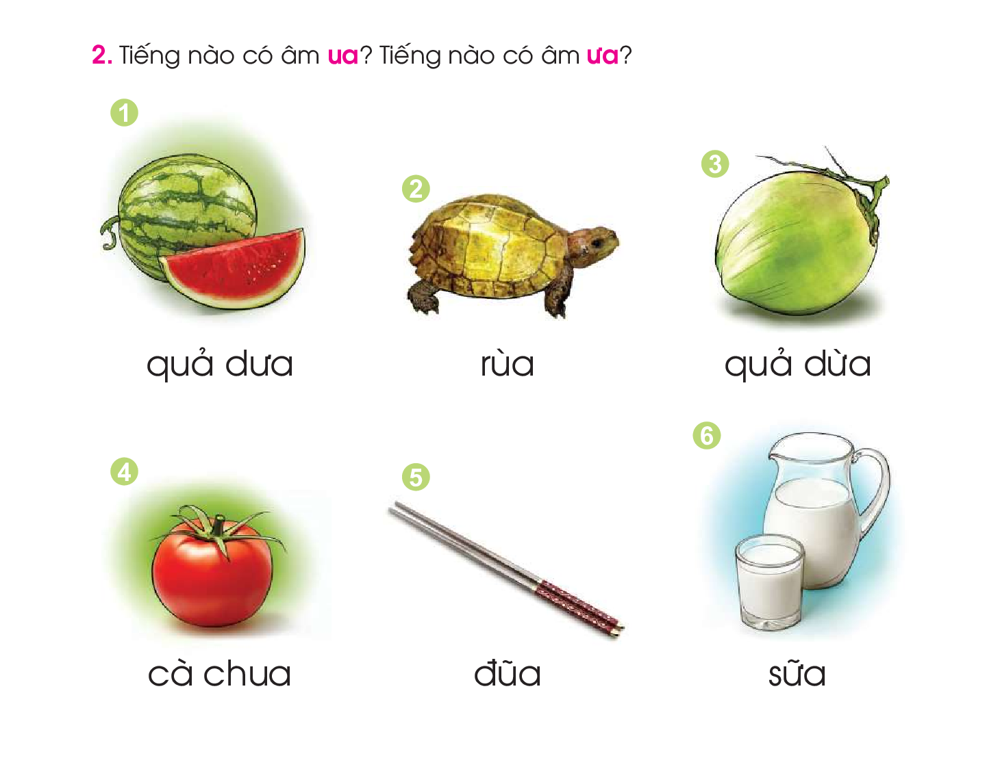 2. Tiếng nào có âm ua? Tiếng nào có âm ưa?
1
2
3
quả dưa
rùa
quả dừa
4
5
6
cà chua
đũa
sữa